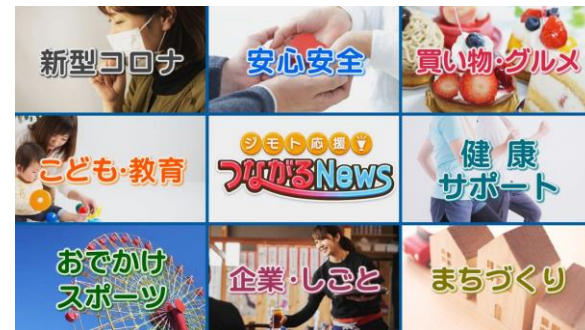 新型コロナ
安心安全
買い物・グルメ
こども・教育
ジモト応援
つながるNews
健康
サポート
おでかけ
スポーツ
企業・しごと
まちづくり